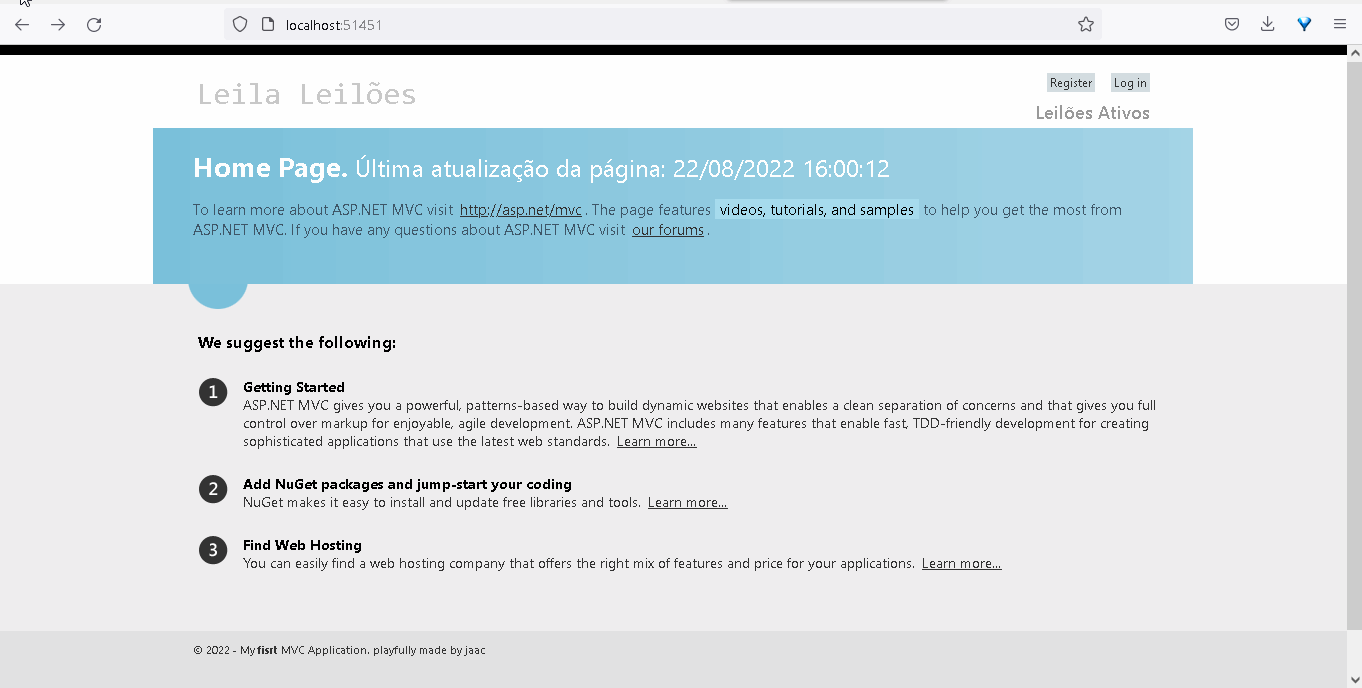 localhost:51451
Leila Leilões
Register Log in
Leilões Ativos
Home Page. Última atualização da página: 22/08/2022 16:00:12
To learn more about ASP.NET MVC visit http://asp.net/mvc . The page features videos, tutorials, and samples to help you get the most from
ASP.NET MVC. If you have any questions about ASP.NET MVC visit our forums .
We suggest the following:
1 Getting Started
ASP.NET MVC gives you a powerful, patterns-based way to build dynamic websites that enables a clean separation of concerns and that gives you full
control over markup for enjoyable, agile development. ASP.NET MVC includes many features that enable fast, TDD-friendly development for creating
sophisticated applications that use the latest web standards. Learn more...
2 Add NuGet packages and jump-start your coding
NuGet makes it easy to install and update free libraries and tools. Learn more...
3 Find Web Hosting
You can easily find a web hosting company that offers the right mix of features and price for your applications. Learn more...
© 2022 - My fisrt MVC Application. playfully made by jaac